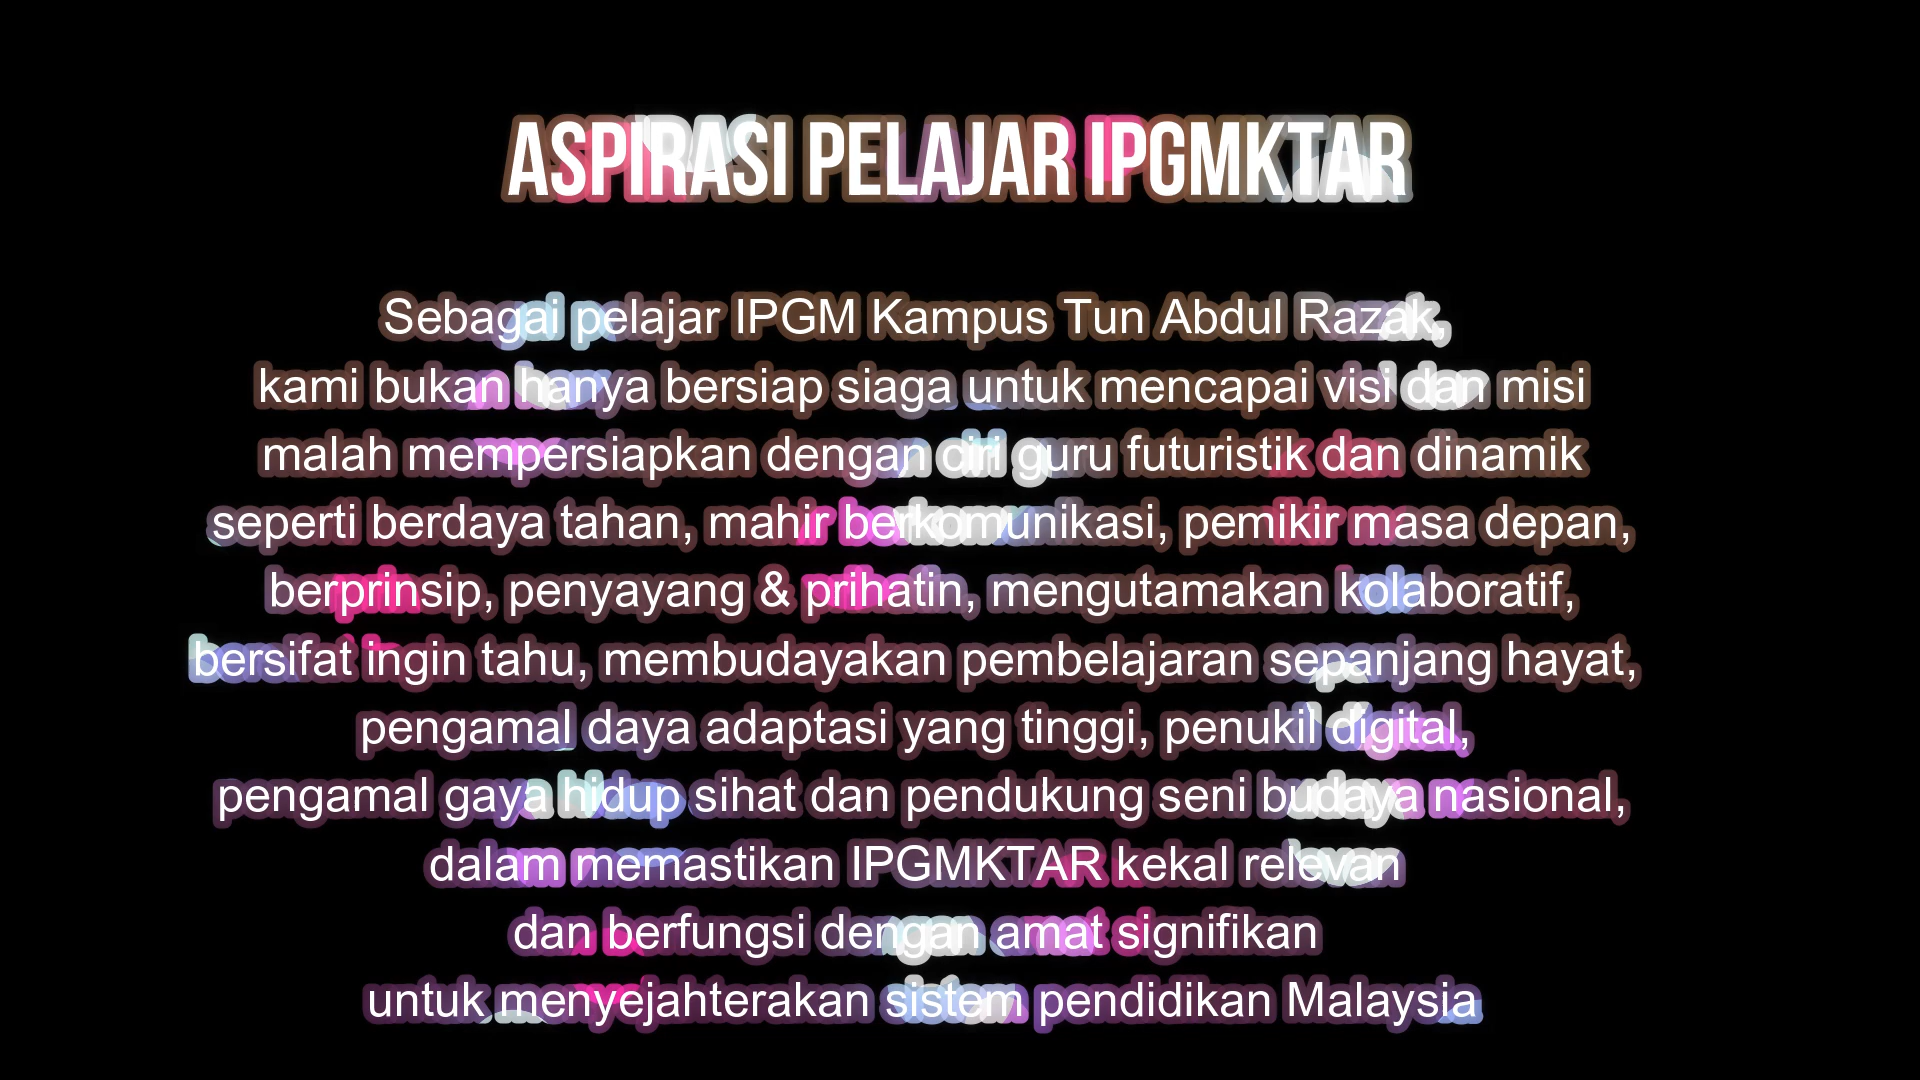 ASPIRASI PELAJAR IPGMKTAR
Sebagai pelajar IPGM Kampus Tun Abdul Razak,
kami bukan hanya bersiap siaga untuk mencapai visi dan misi
malah mempersiapkan dengan ciri guru futuristik dan dinamik
seperti berdaya tahan, mahir berkomunikasi, pemikir masa depan,
berprinsip, penyayang & prihatin, mengutamakan kolaboratif,
bersifat ingin tahu, membudayakan pembelajaran sepanjang hayat,
pengamal daya adaptasi yang tinggi, penukil digital,
pengamal gaya hidup sihat dan pendukung seni budaya nasional,
dalam memastikan IPGMKTAR kekal relevan
dan berfungsi dengan amat signifikan
untuk menyejahterakan sistem pendidikan Malaysia